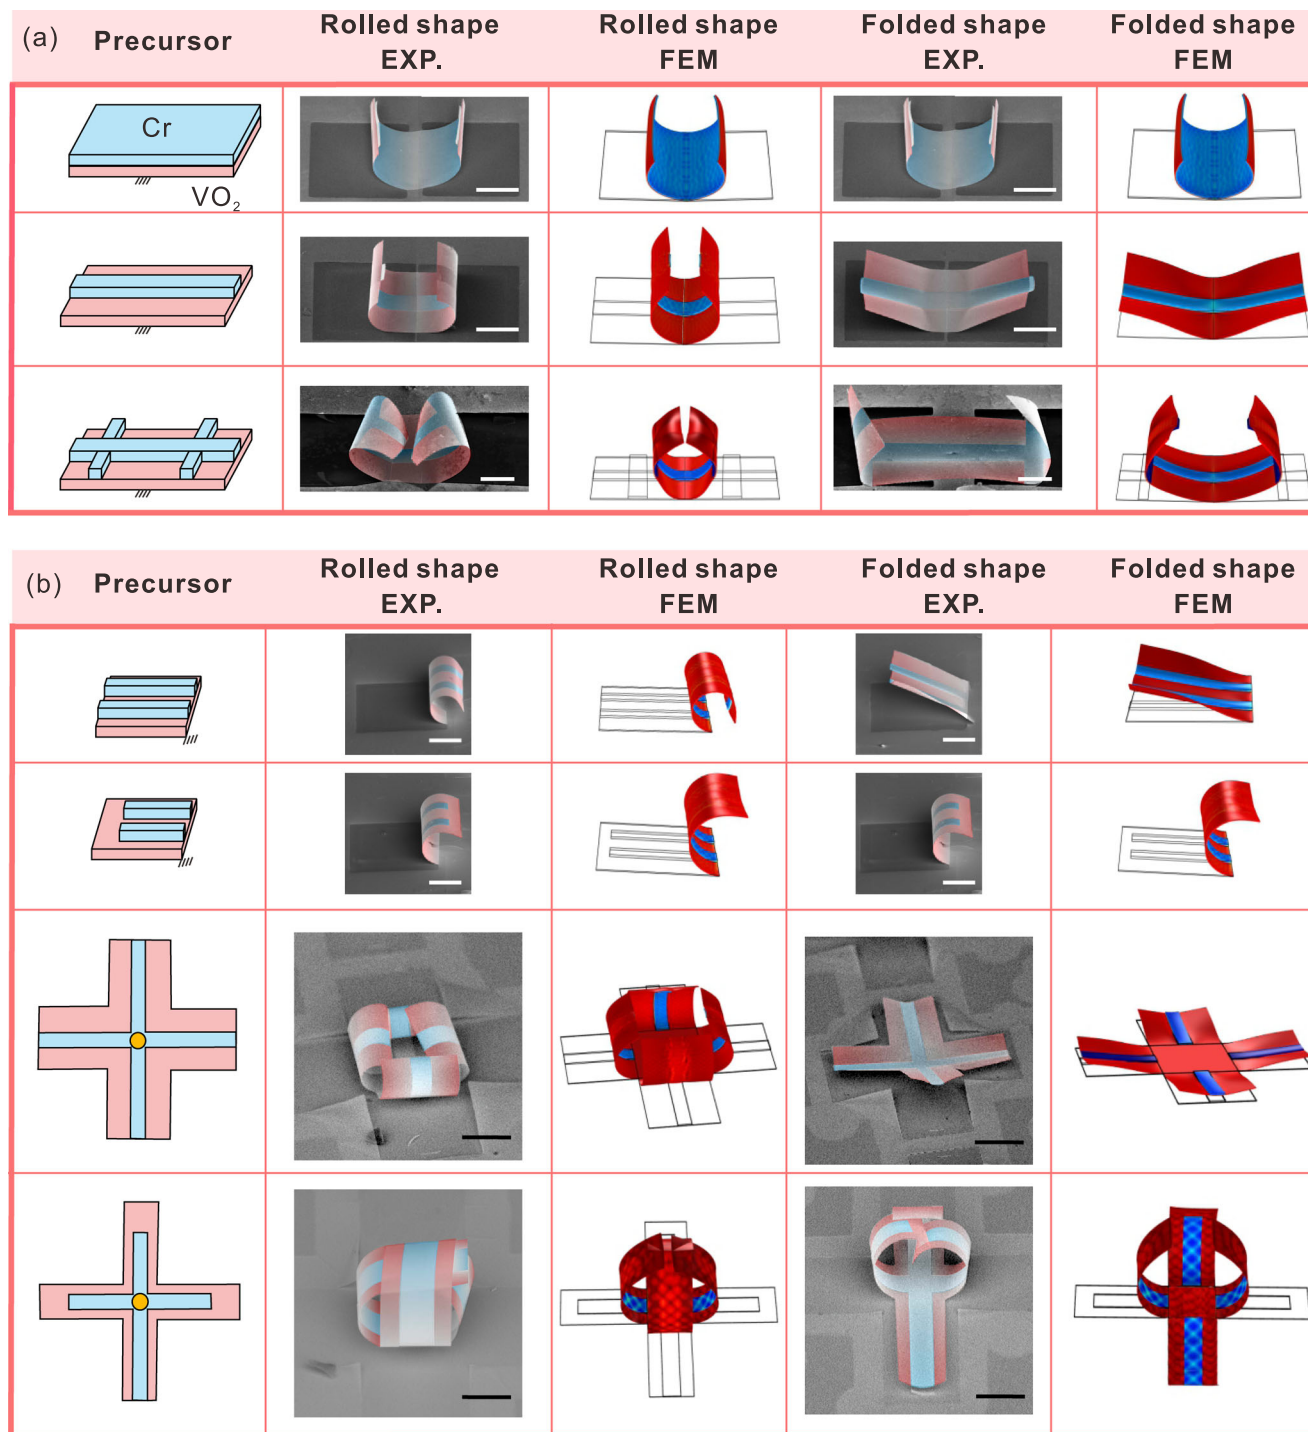 (a) Precursor
Rolled shape
EXP.
Rolled shape
FEM
Folded shape
EXP.
Folded shape
FEM
Cr
VO₂
(b) Precursor
Rolled shape
EXP.
Rolled shape
FEM
Folded shape
EXP.
Folded shape
FEM